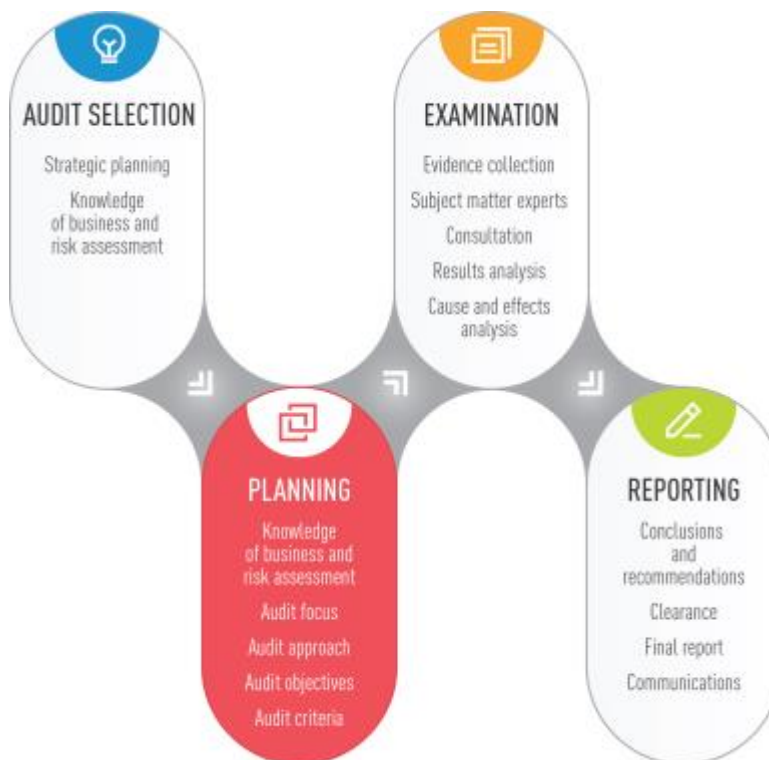 AUDIT SELECTION
Strategic planning
Knowledge
of business and
risk assessment
PLANNING
Knowledge
of business and
risk assessment
Audit focus
Audit approach
Audit objectives
Audit criteria
EXAMINATION
Evidence collection
Subject matter experts
Consultation
Results analysis
Cause and effects
analysis
REPORTING
Conclusions
and
recommendations
Clearance
Final report
Communications